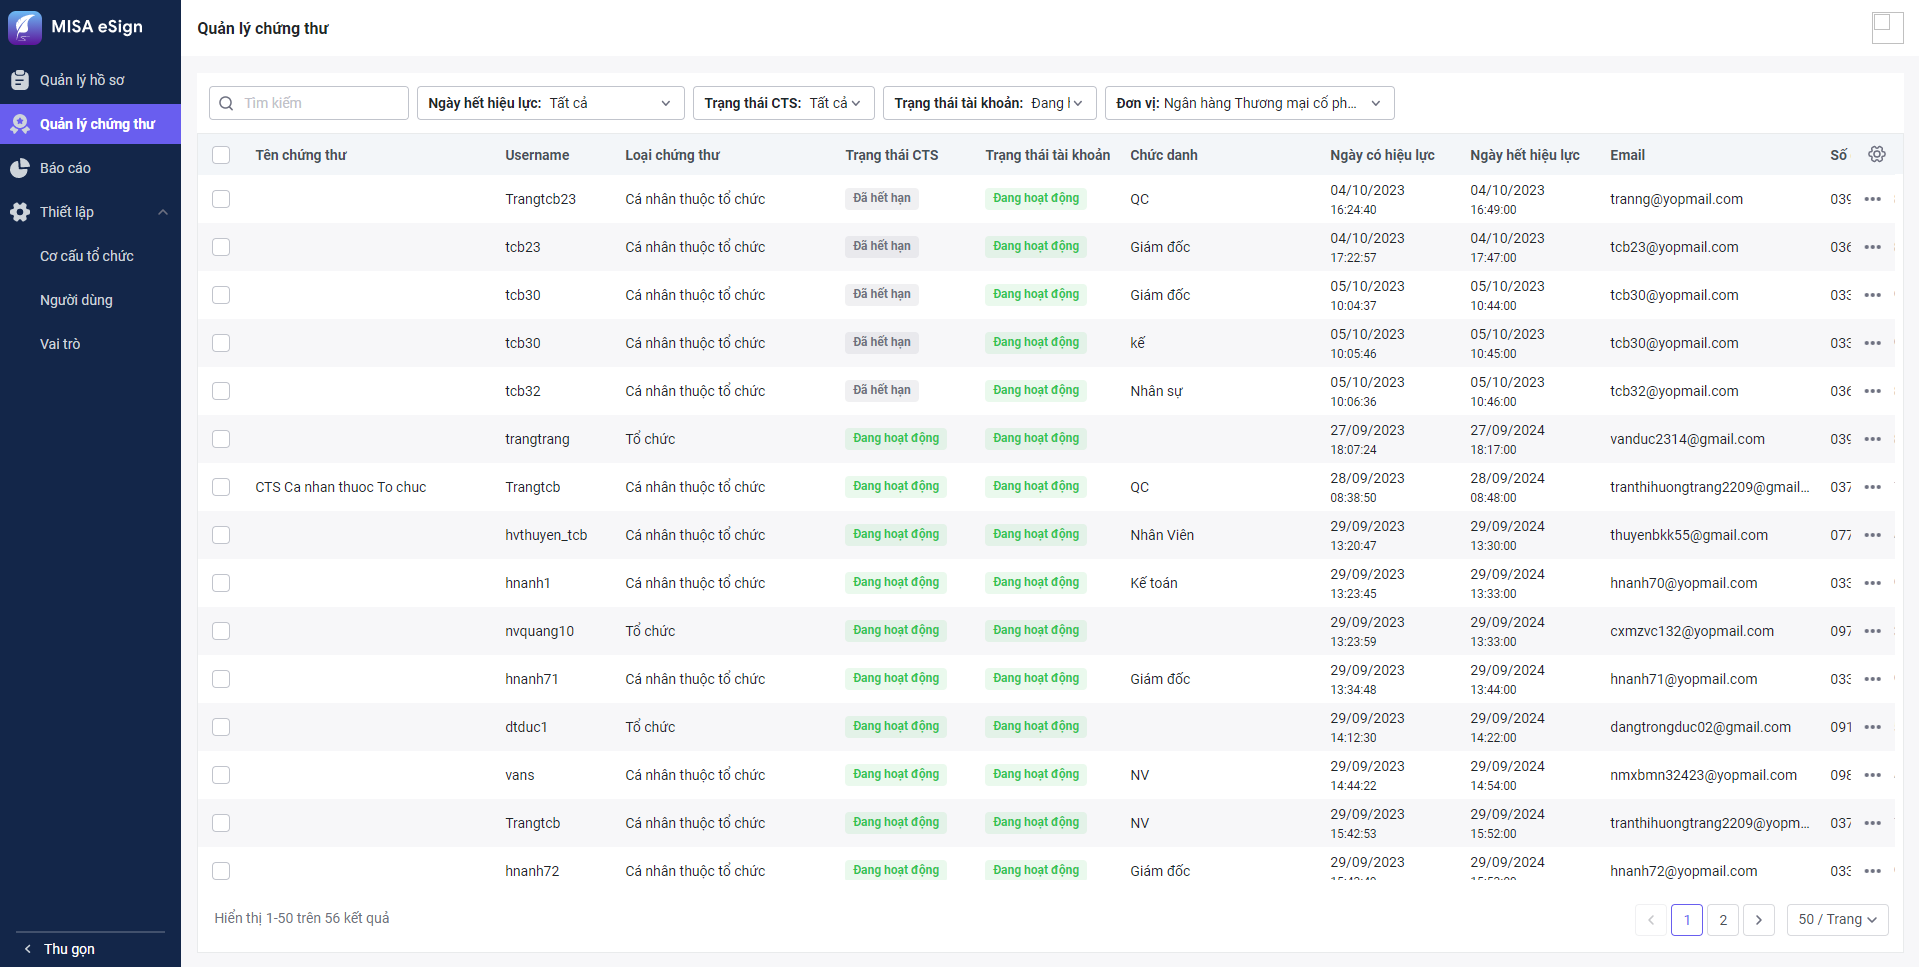 MISA eSign
Quản lý chứng thư
Quản lý hồ sơ
Quản lý chứng thư
Báo cáo
Thiết lập
Cơ cấu tổ chức
Người dùng
Vai trò
Thu gọn
Tìm kiếm
Ngày hết hiệu lực: Tất cả
Trạng thái CTS: Tất cả
Trạng thái tài khoản: Đang
Đơn vị: Ngân hàng Thương mại cổ ph...
Tên chứng thư Username Loại chứng thư Trạng thái CTS Trạng thái tài khoản Chức danh Ngày có hiệu lực Ngày hết hiệu lực Email Số
Trangtcb23 Cá nhân thuộc tổ chức Đã hết hạn Đang hoạt động QC 04/10/2023 04/10/2023 tranng@yopmail.com 039
16:24:40 16:49:00
tcb23 Cá nhân thuộc tổ chức Đã hết hạn Đang hoạt động Giám đốc 04/10/2023 04/10/2023 tcb23@yopmail.com 036
17:22:57 17:47:00
tcb30 Cá nhân thuộc tổ chức Đã hết hạn Đang hoạt động Giám đốc 05/10/2023 05/10/2023 tcb30@yopmail.com 033
10:04:37 10:44:00
tcb30 Cá nhân thuộc tổ chức Đã hết hạn Đang hoạt động kế 05/10/2023 05/10/2023 tcb30@yopmail.com 033
10:05:46 10:45:00
tcb32 Cá nhân thuộc tổ chức Đã hết hạn Đang hoạt động Nhân sự 05/10/2023 05/10/2023 tcb32@yopmail.com 036
10:06:36 10:46:00
trangtrang Tổ chức Đang hoạt động Đang hoạt động 27/09/2023 27/09/2024 vanduc2314@gmail.com 039
18:07:24 18:17:00
CTS Ca nhan thuoc To chuc Trangtcb Cá nhân thuộc tổ chức Đang hoạt động Đang hoạt động QC 28/09/2023 28/09/2024 tranthihuongtrang2209@gmail... 037
08:38:50 08:48:00
hvthuyen_tcb Cá nhân thuộc tổ chức Đang hoạt động Đang hoạt động Nhân Viên 29/09/2023 29/09/2024 thuyenbkk55@gmail.com 077
13:20:47 13:30:00
hnanh1 Cá nhân thuộc tổ chức Đang hoạt động Đang hoạt động Kế toán 29/09/2023 29/09/2024 hnanh70@yopmail.com 033
13:23:45 13:33:00
nvquang10 Tổ chức Đang hoạt động Đang hoạt động 29/09/2023 29/09/2024 cxmzvc132@yopmail.com 097
13:23:59 13:33:00
hnanh71 Cá nhân thuộc tổ chức Đang hoạt động Đang hoạt động Giám đốc 29/09/2023 29/09/2024 hnanh71@yopmail.com 033
13:34:48 13:44:00
dtduc1 Tổ chức Đang hoạt động Đang hoạt động 29/09/2023 29/09/2024 dangtrongduc02@gmail.com 091
14:12:30 14:22:00
vans Cá nhân thuộc tổ chức Đang hoạt động Đang hoạt động NV 29/09/2023 29/09/2024 nmxbmn32423@yopmail.com 098
14:44:22 14:54:00
Trangtcb Cá nhân thuộc tổ chức Đang hoạt động Đang hoạt động NV 29/09/2023 29/09/2024 tranthihuongtrang2209@yopm... 037
15:42:53 15:52:00
hnanh72 Cá nhân thuộc tổ chức Đang hoạt động Đang hoạt động Giám đốc 29/09/2023 29/09/2024 hnanh72@yopmail.com 033
Hiển thị 1-50 trên 56 kết quả
1 2 50 / Trang